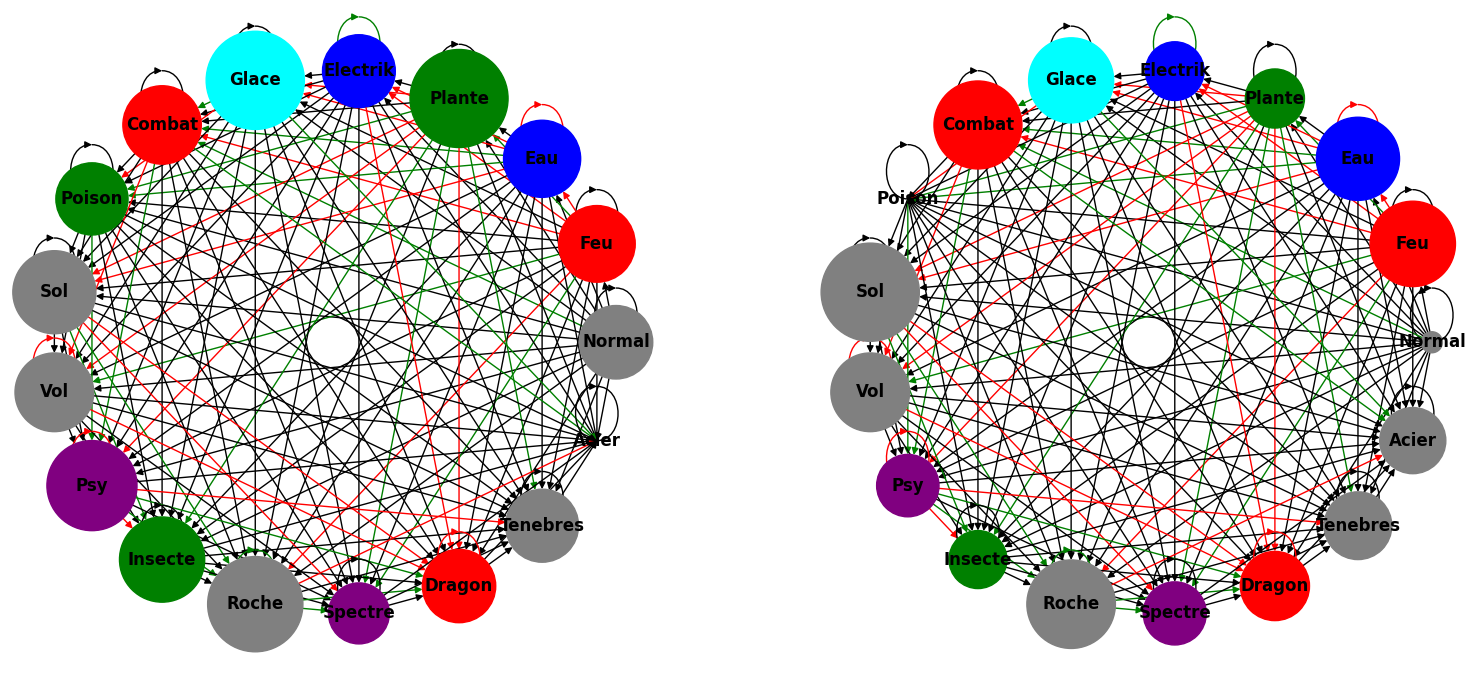 Electrik
Glace
Plante
Combat
Eau
Poison
Feu
Sol
Normal
Vol
Acier
Psy
Tenebres
Insecte
Dragon
Roche
Spectre
Electrik
Glace
Plante
Combat
Eau
Poison
Feu
Sol
Normal
Vol
Acier
Psy
Tenebres
Insecte
Dragon
Roche
Spectre